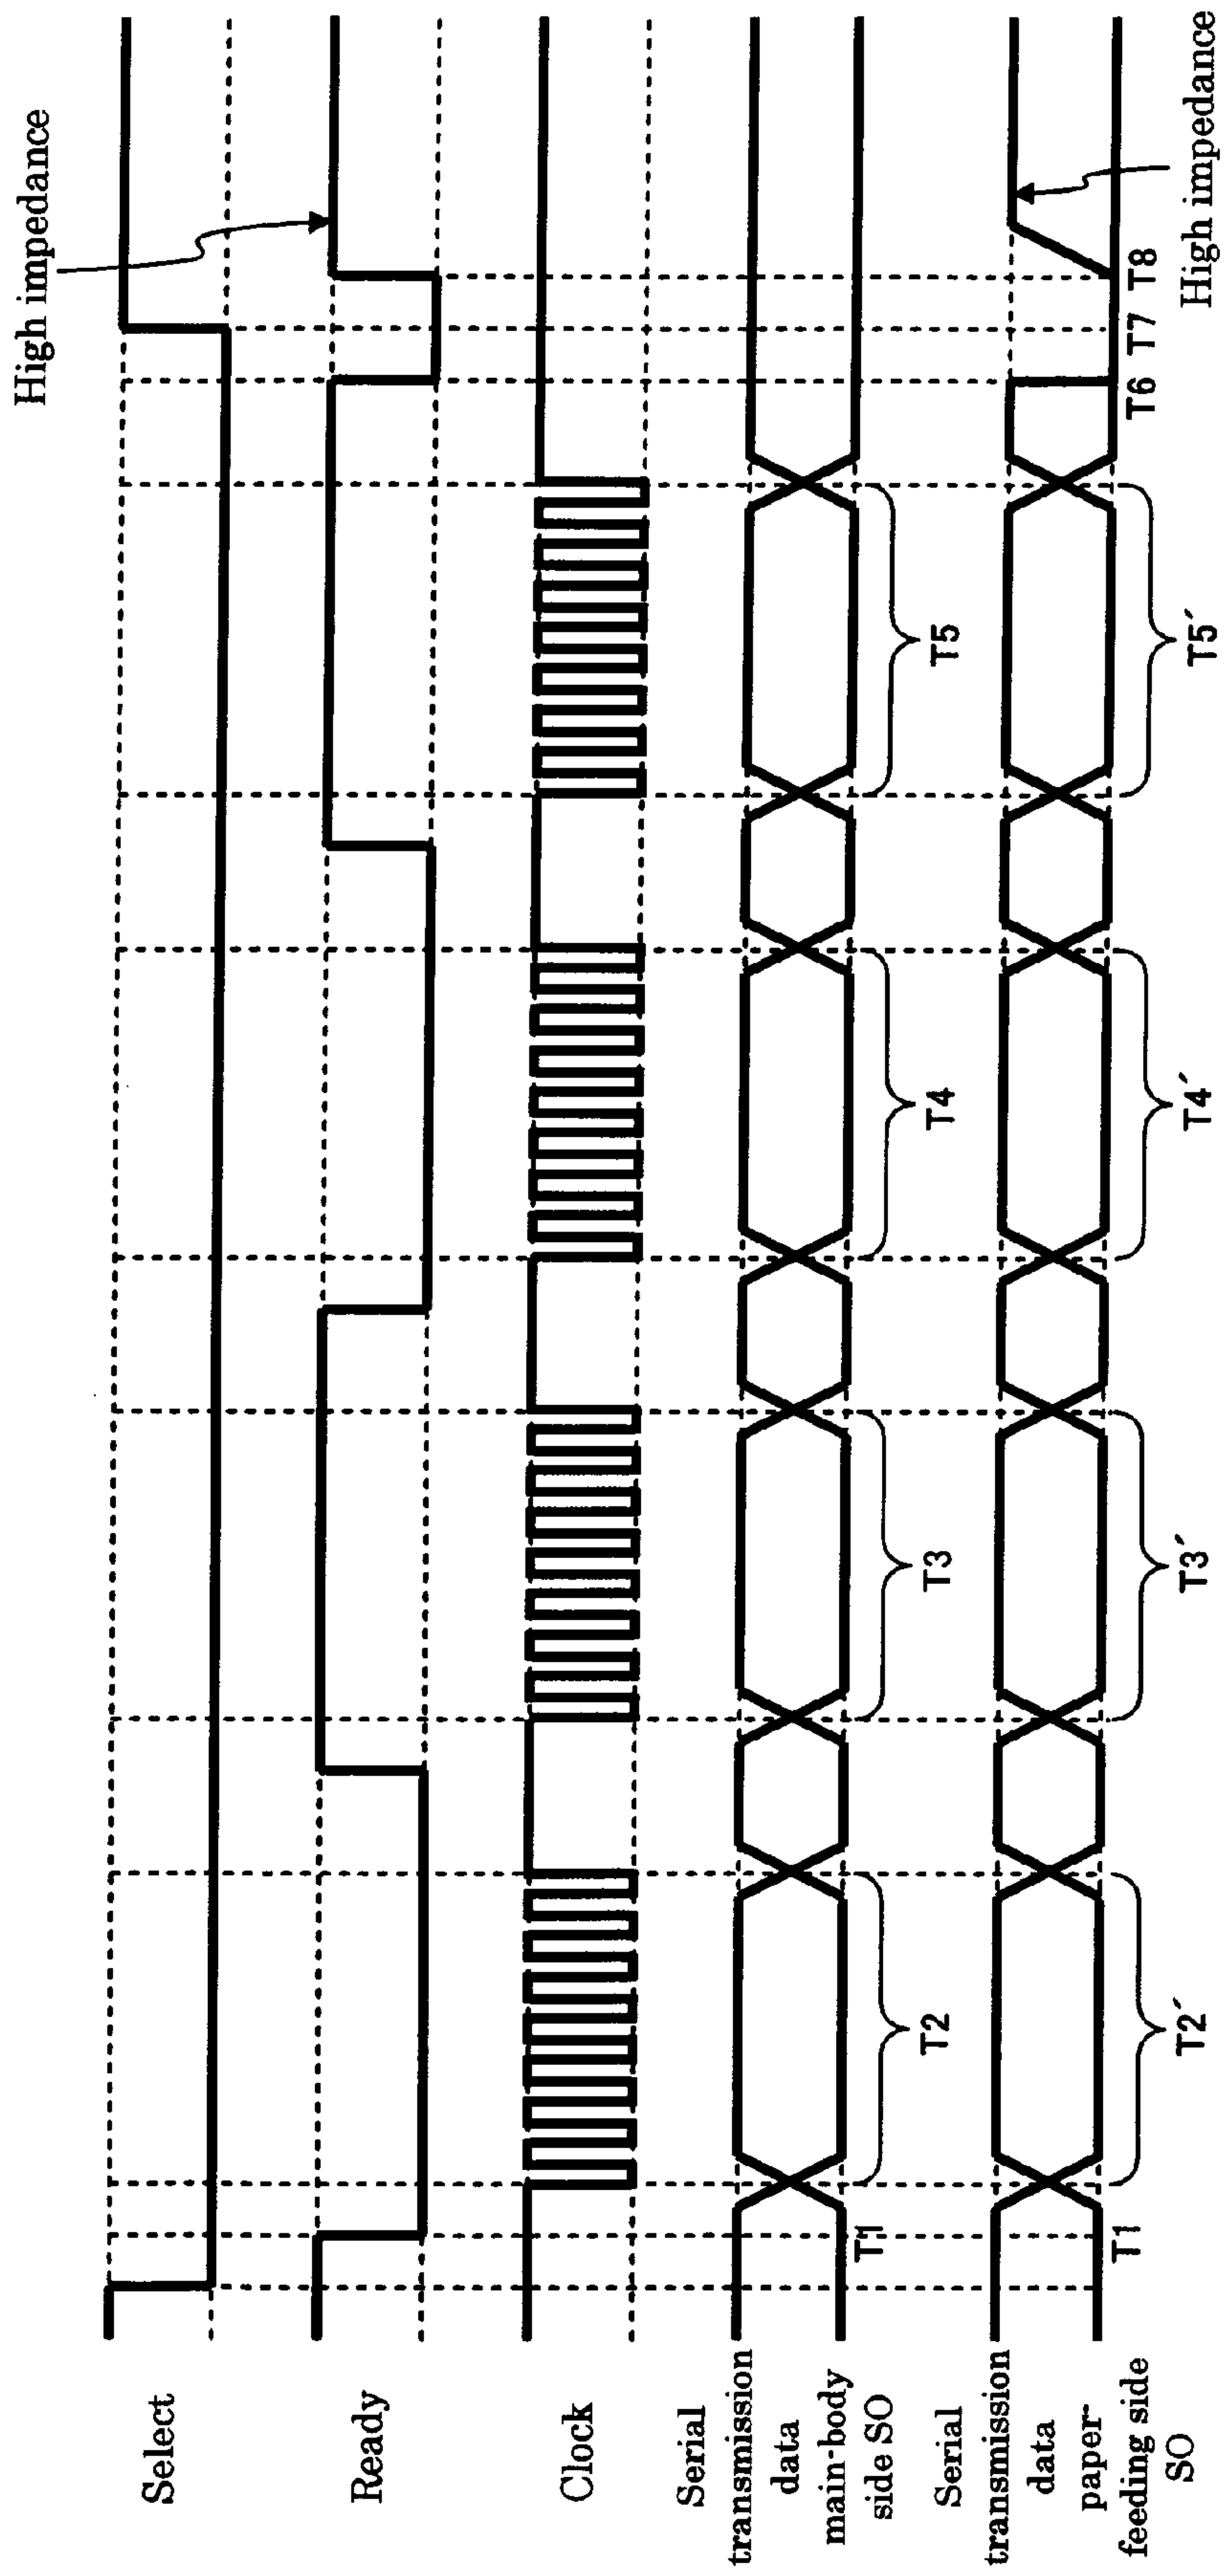 High impedance
Select
Ready
Clock
Serial
transmission
data
main-body
side SO
T1
T2
T3
T4
T5
Serial
transmission
data
paper-
feeding side
SO
T1
T2´
T3´
T4´
T5´
T6
T7
T8
High impedance